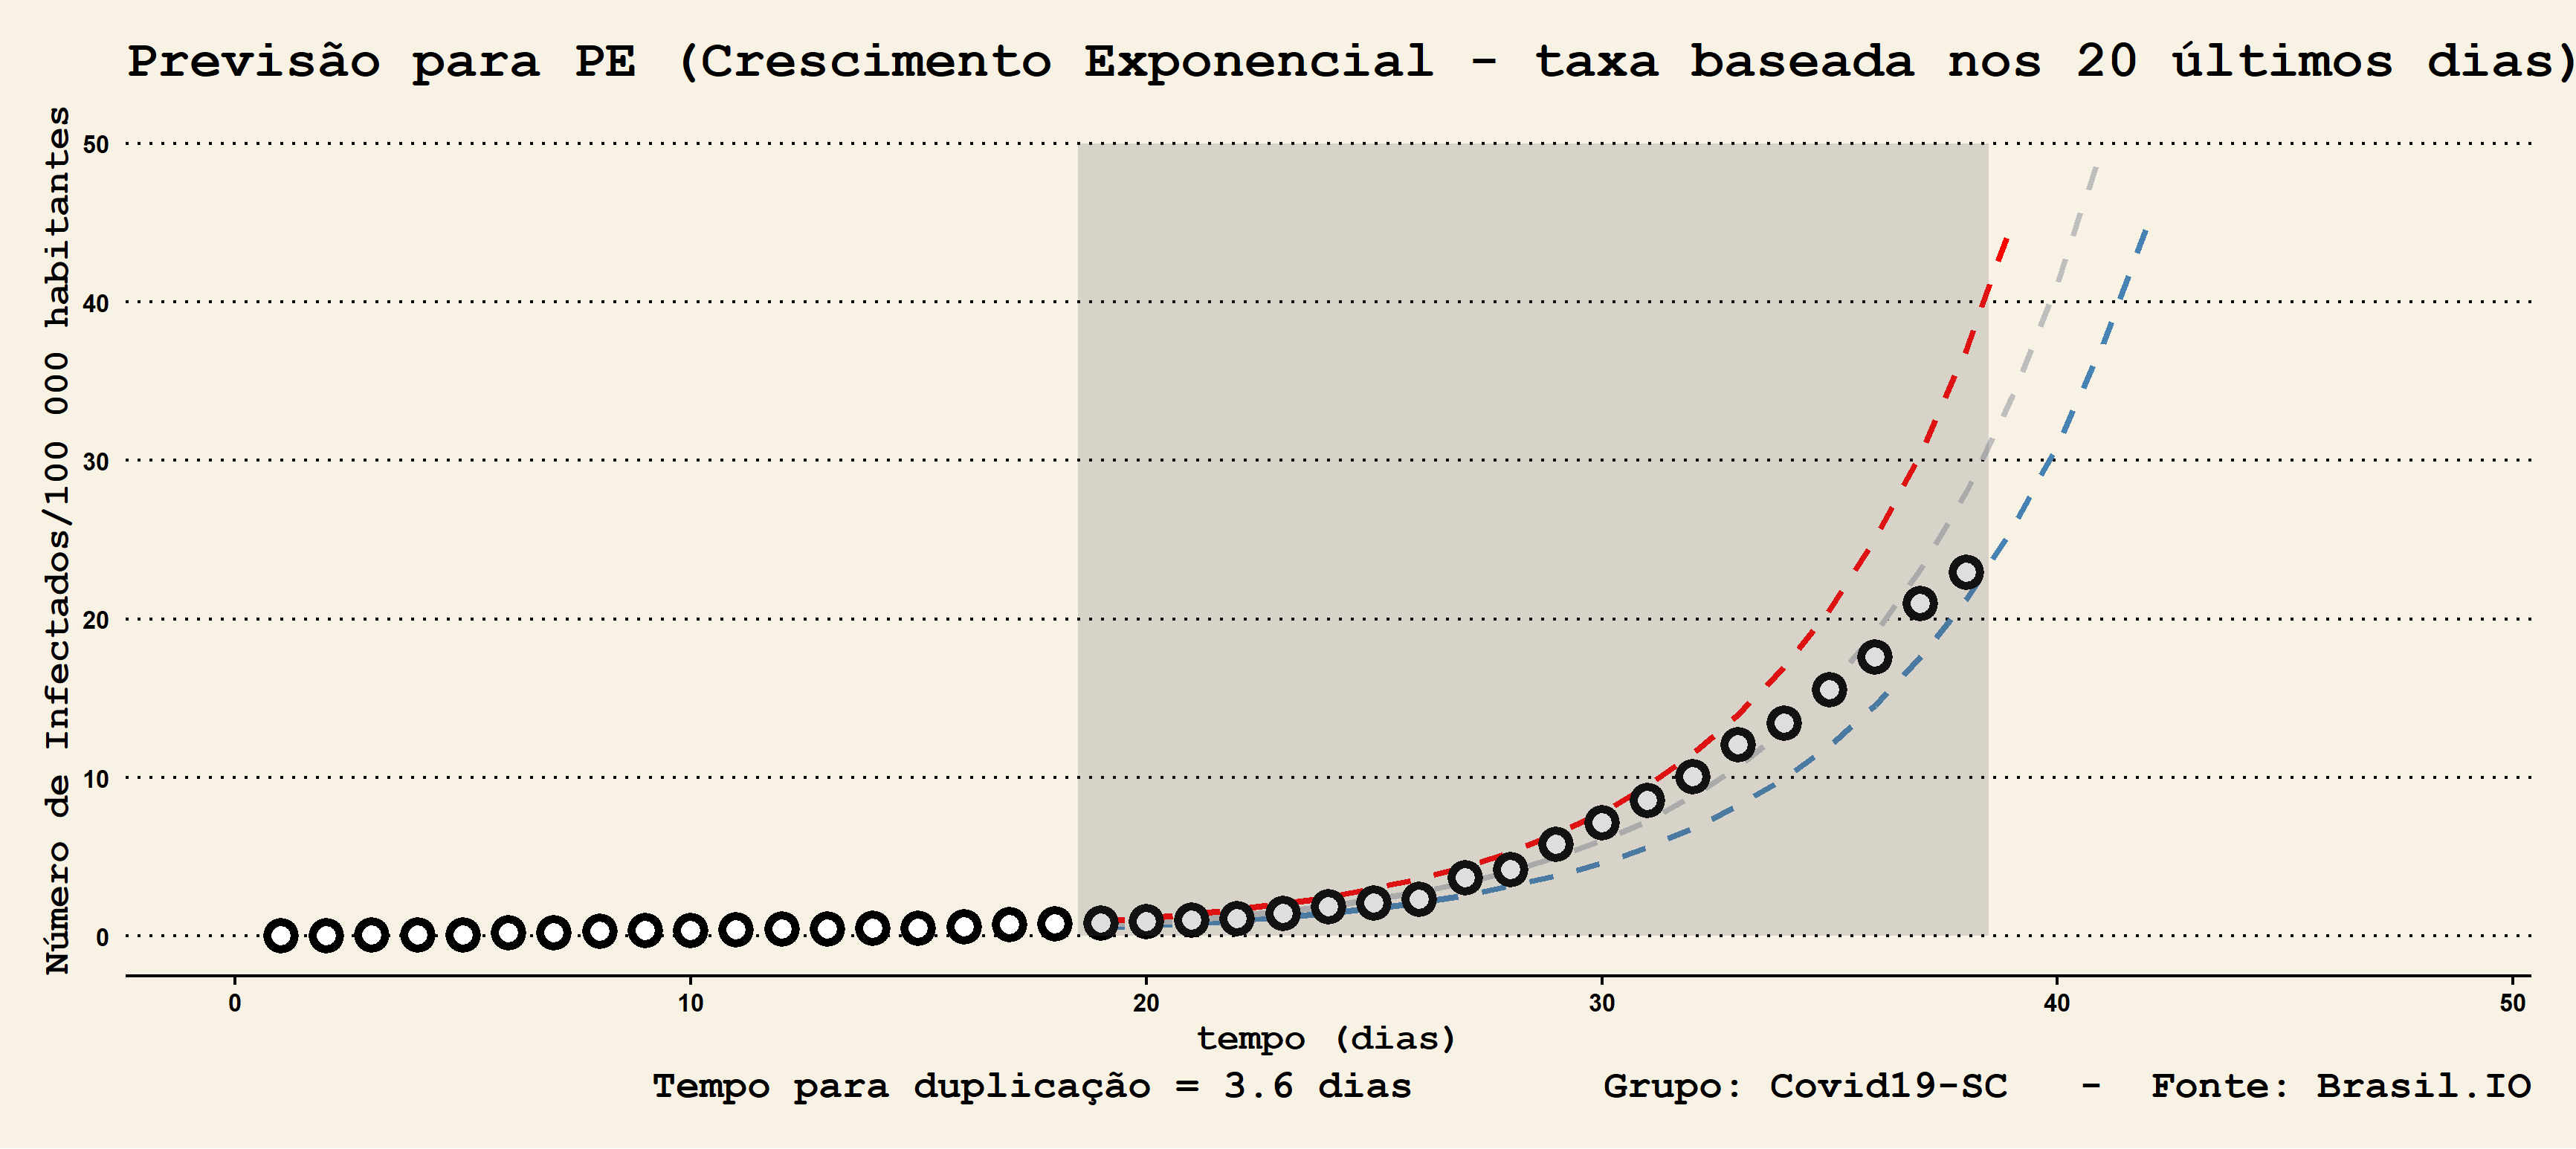 Previsão para PE (Crescimento Exponencial - taxa baseada nos 20 últimos dias)
Número de Infectados/100 000 habitantes
50
40
30
20
10
0
0 10 20 30 40 50
tempo (dias)
Tempo para duplicação = 3.6 dias Grupo: Covid19-SC - Fonte: Brasil.IO